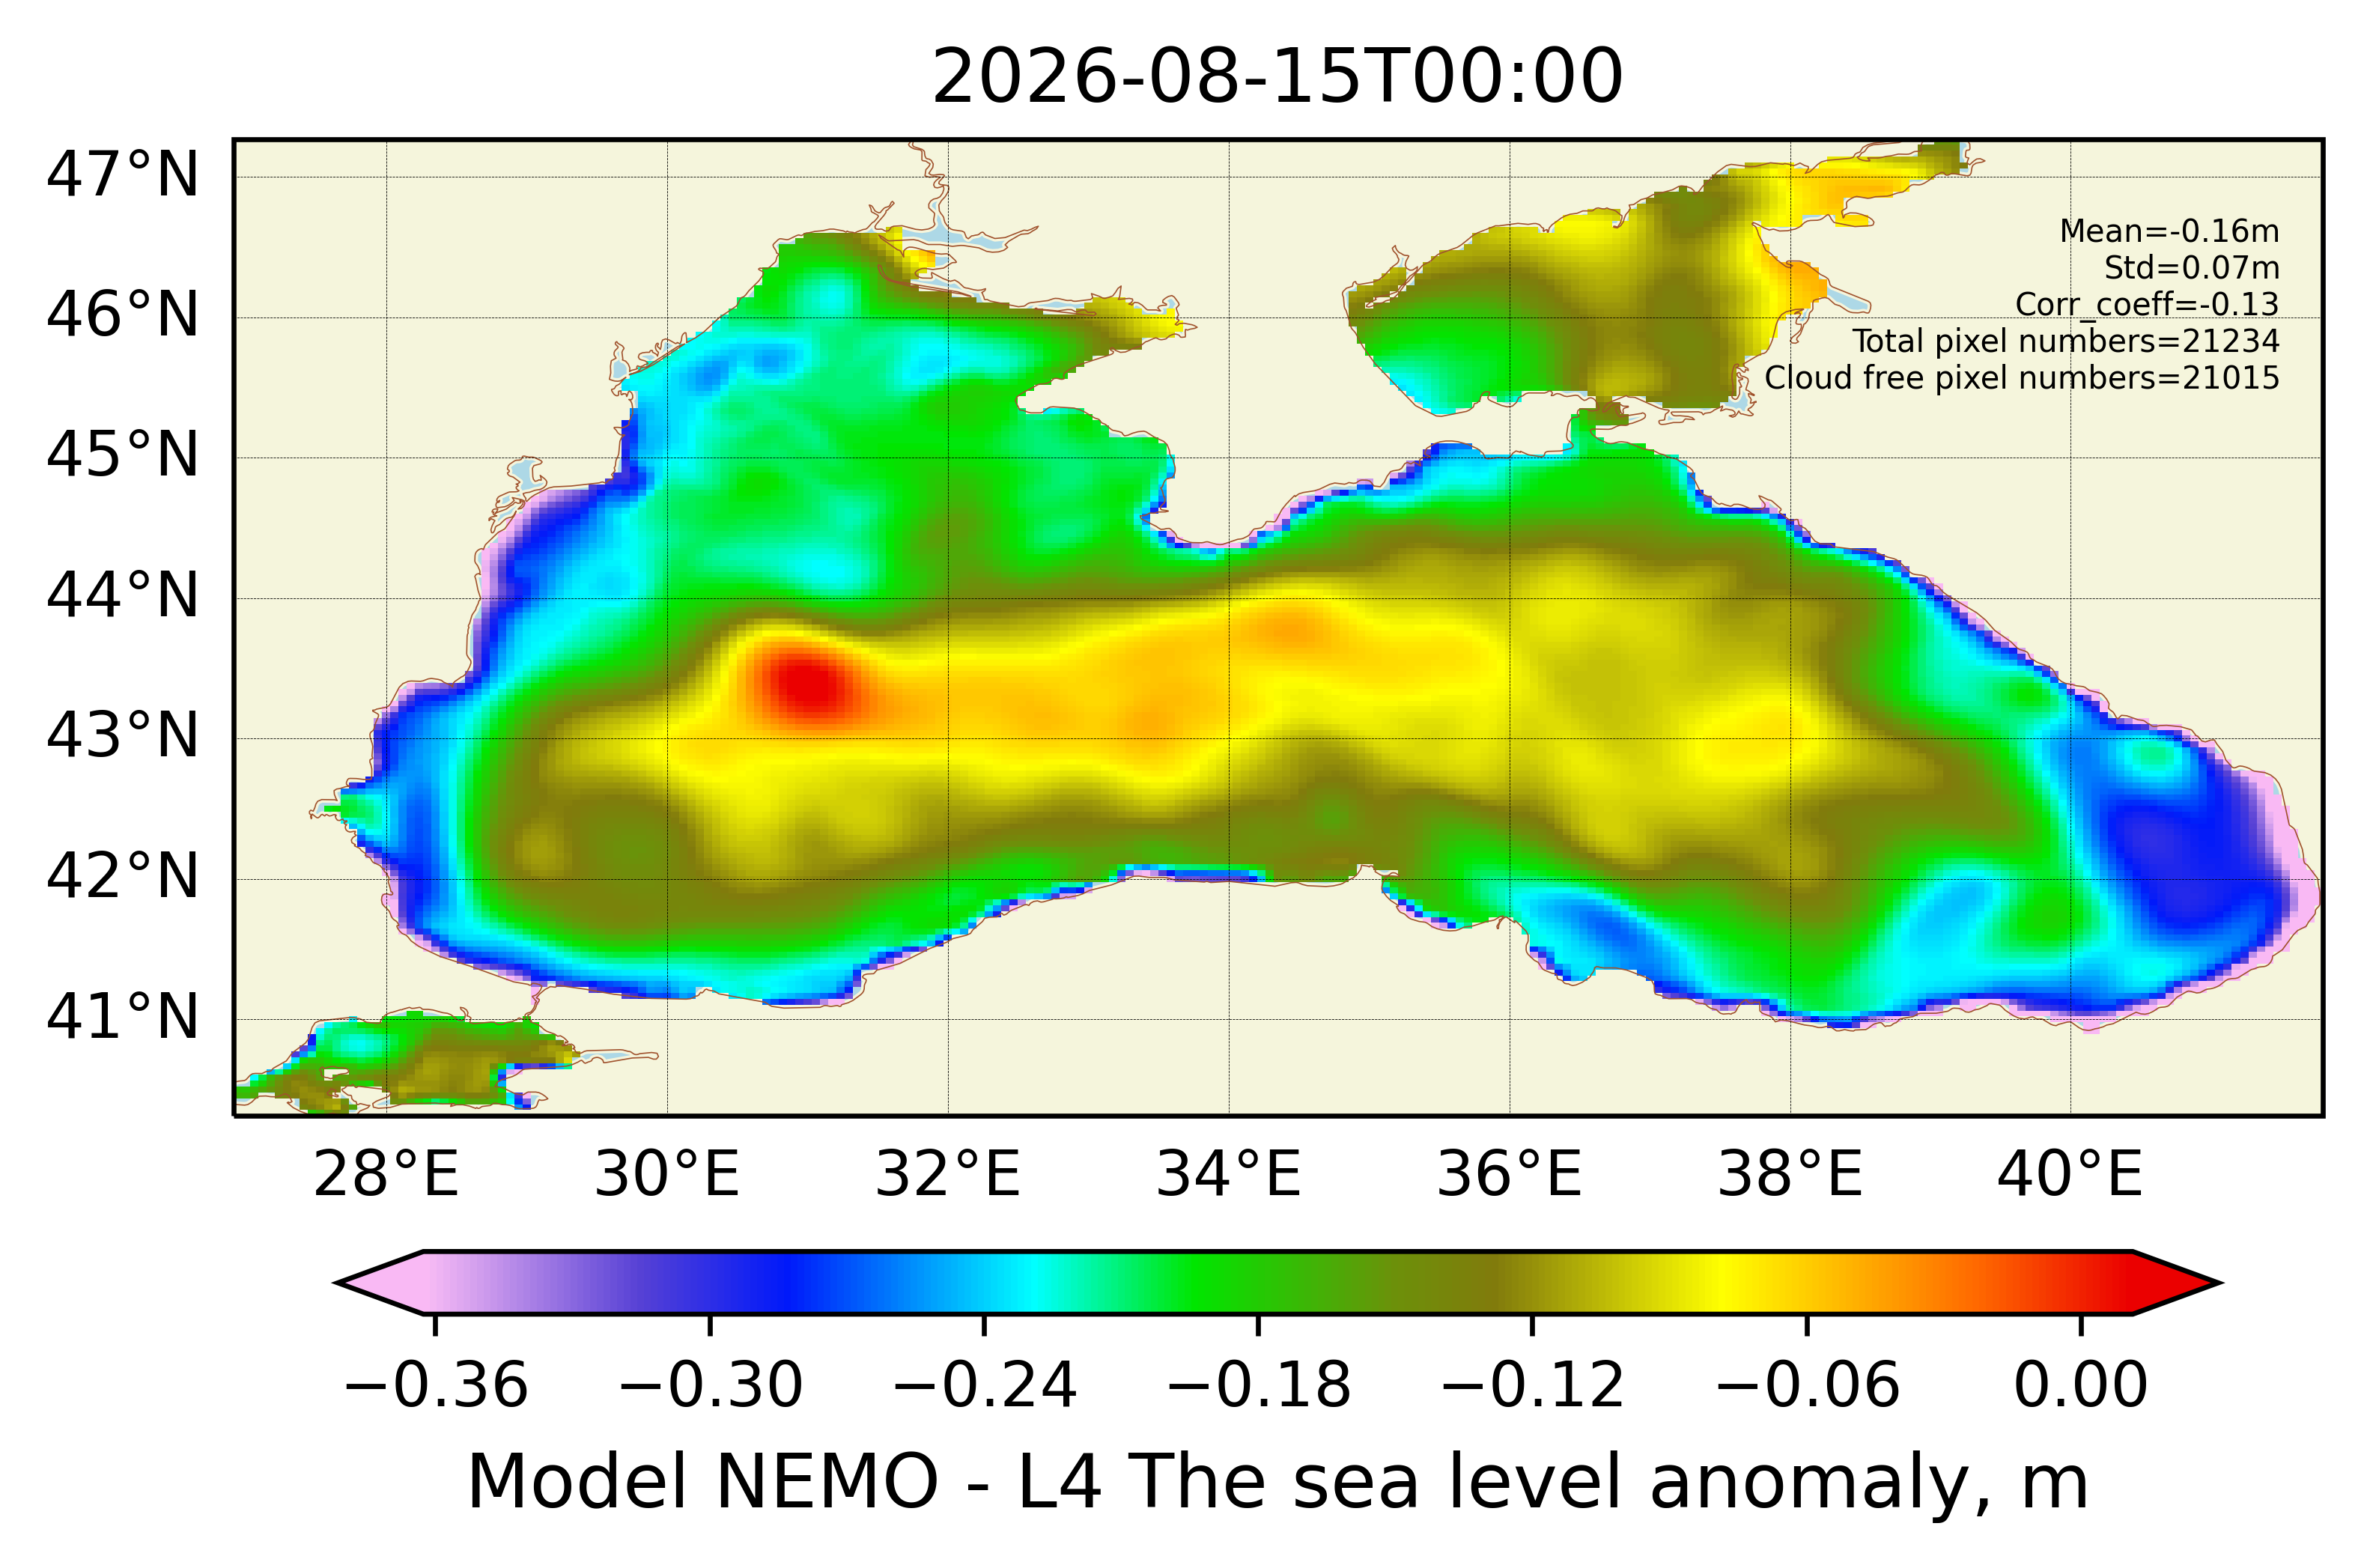 2026-08-15T00:00
47°N
46°N
45°N
44°N
43°N
42°N
41°N
Mean=-0.16m
Std=0.07m
Corr_coeff=-0.13
Total pixel numbers=21234
Cloud free pixel numbers=21015
28°E 30°E 32°E 34°E 36°E 38°E 40°E
−0.36 −0.30 −0.24 −0.18 −0.12 −0.06 0.00
Model NEMO - L4 The sea level anomaly, m